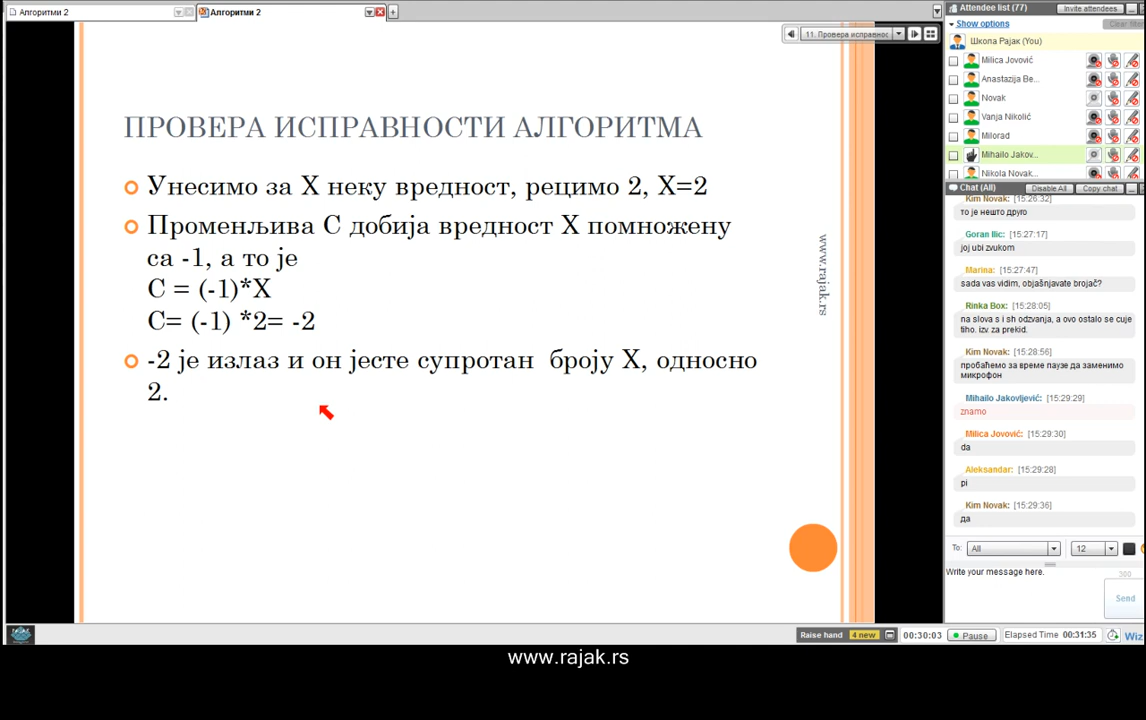 Алгоритми 2
Алгоритми 2
11. Провера исправнос
ПРОВЕРА ИСПРАВНОСТИ АЛГОРИТМА
Унесимо за X неку вредност, рецимо 2, X=2
Променљива C добија вредност X помножену
са -1, а то је
C = (-1)*X
C= (-1) *2= -2
-2 је излаз и он јесте супротан броју X, односно
2.
www.rajak.rs
Attendee list (77)
Invite attendees
Show options
Clear
Школа Рајак (You)
Milica Jovović
Anastazija Be...
Novak
Vanja Nikolić
Milorad
Mihailo Jakov...
Nikola Novak...
Chat (All)
Disable All
Copy chat
Kim Novak: [15:26:32]
то је нешто друго
Goran Ilic: [15:27:17]
joj ubi zvukom
Marina: [15:27:47]
sada vas vidim, objašnjavate brojač?
Rinka Box: [15:28:05]
na slova s i sh odzvanja, a ovo ostalo se cuje
tiho. izv. za prekid.
Kim Novak: [15:28:56]
пробаћемо за време паузе да заменимо
микрофон
Mihailo Jakovljević: [15:29:29]
znamo
Milica Jovović: [15:29:30]
da
Aleksandar: [15:29:28]
pi
Kim Novak: [15:29:36]
да
To:
All
12
Write your message here.
300
Send
Raise hand
4 new
00:30:03
Pause
Elapsed Time 00:31:35
Wiz
www.rajak.rs